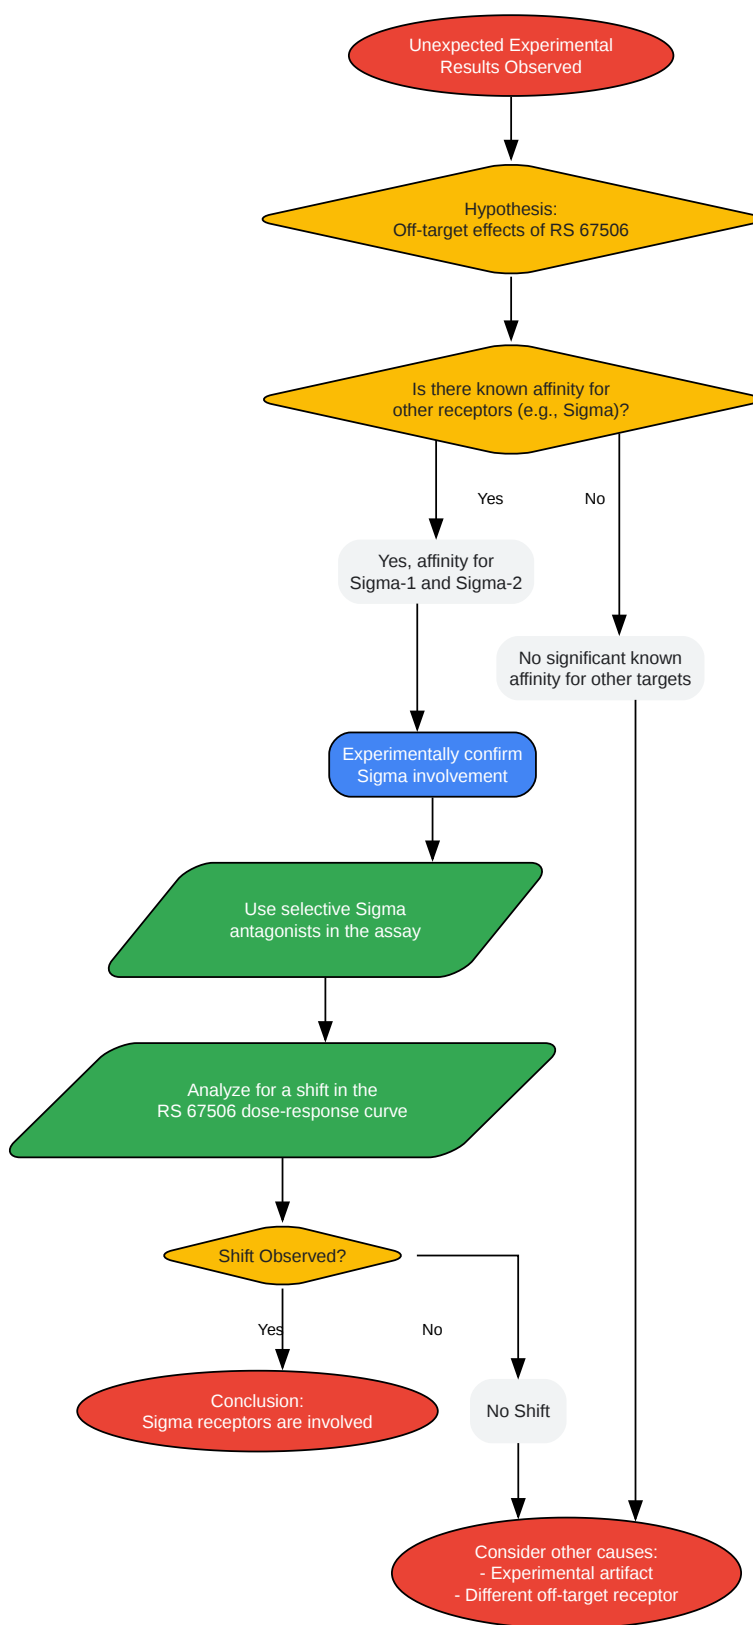 Unexpected Experimental
Results Observed
Hypothesis:
Off-target effects of RS 67506
Is there known affinity for
other receptors (e.g., Sigma)?
Yes
No
Yes, affinity for
Sigma-1 and Sigma-2
No significant known
affinity for other targets
Experimentally confirm
Sigma involvement
Use selective Sigma
antagonists in the assay
Analyze for a shift in the
RS 67506 dose-response curve
Shift Observed?
Yes
No
Conclusion:
Sigma receptors are involved
No Shift
Consider other causes:
- Experimental artifact
- Different off-target receptor